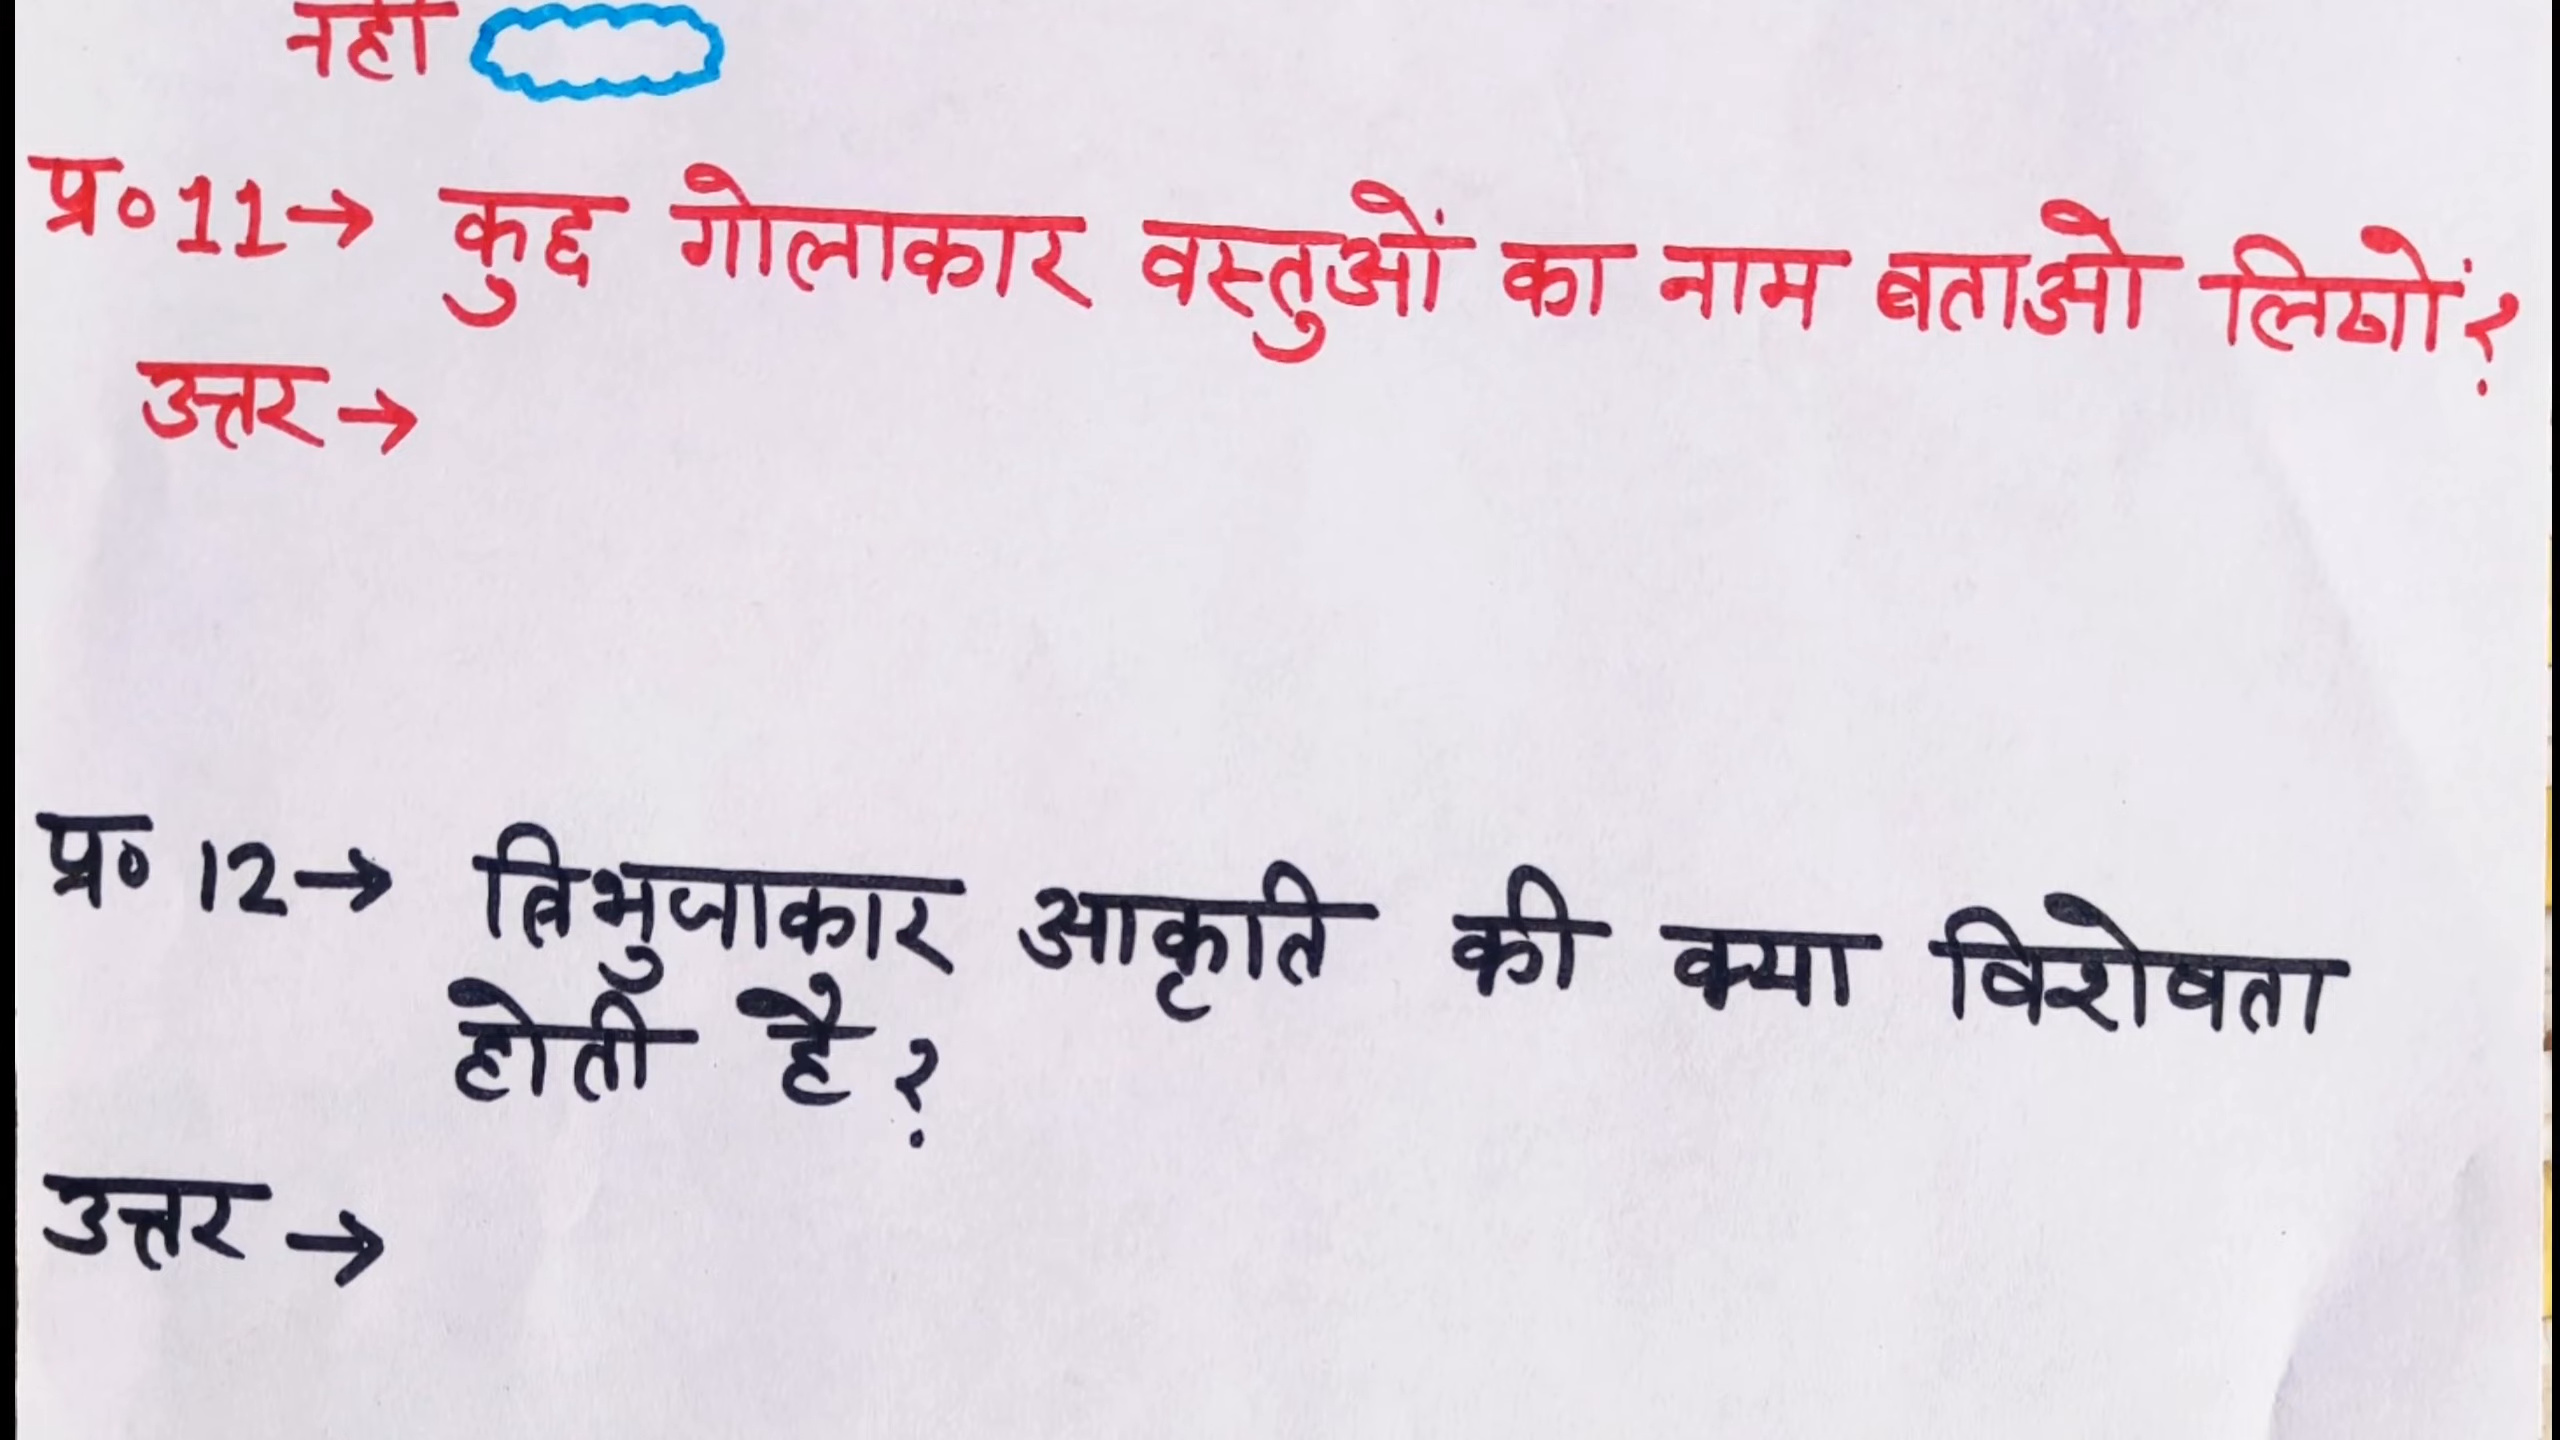 नहीं
प्र० 11→ कुछ गोलाकार वस्तुओं का नाम बताओ लिखों?
उत्तर→
प्र० 12→ त्रिभुजाकार आकृति की क्या विशेषता
होती है?
उत्तर →